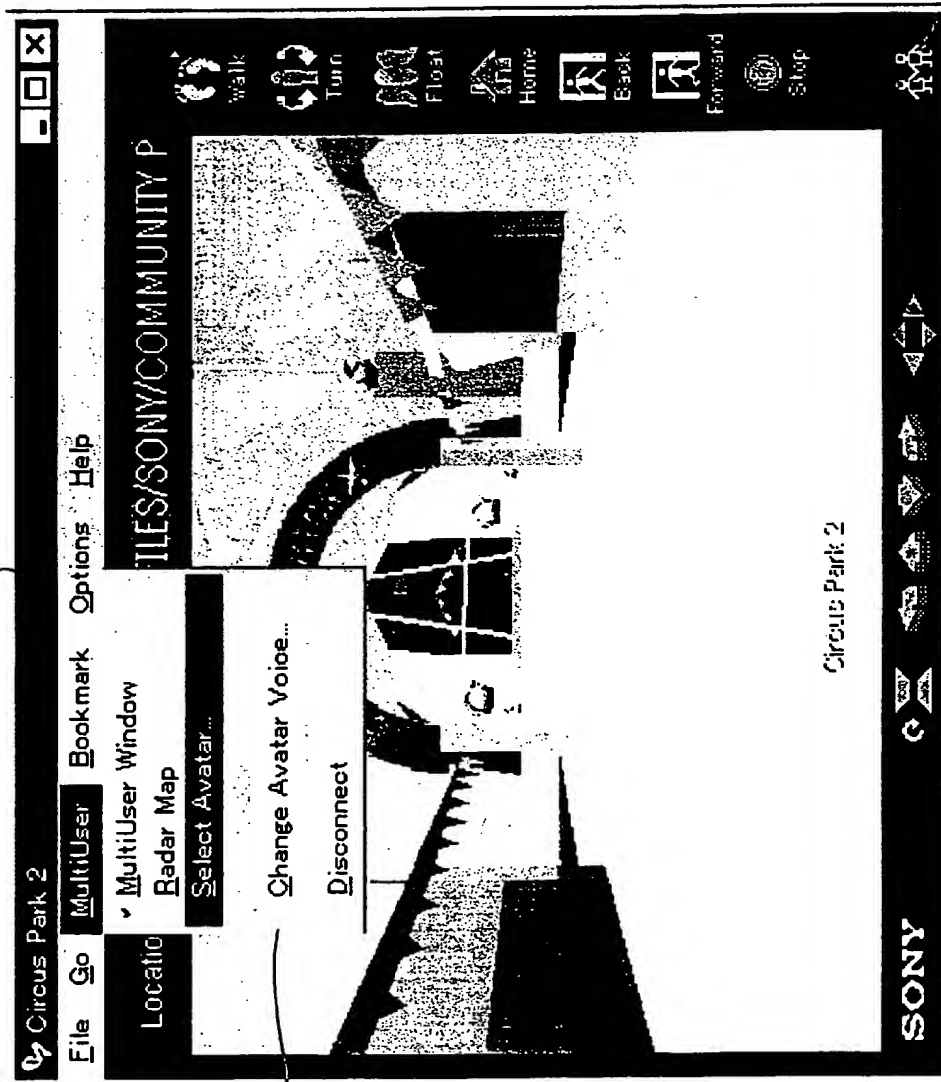 Circus Park 2
File Go MultiUser Bookmark Options Help
Locatio
ILES/SONY/COMMUNITY P
MultiUser Window
Radar Map
Select Avatar...
Change Avatar Voice...
Disconnect
Walk
Turn
Float
Home
Back
Forward
Stop
Circus Park 2
SONY